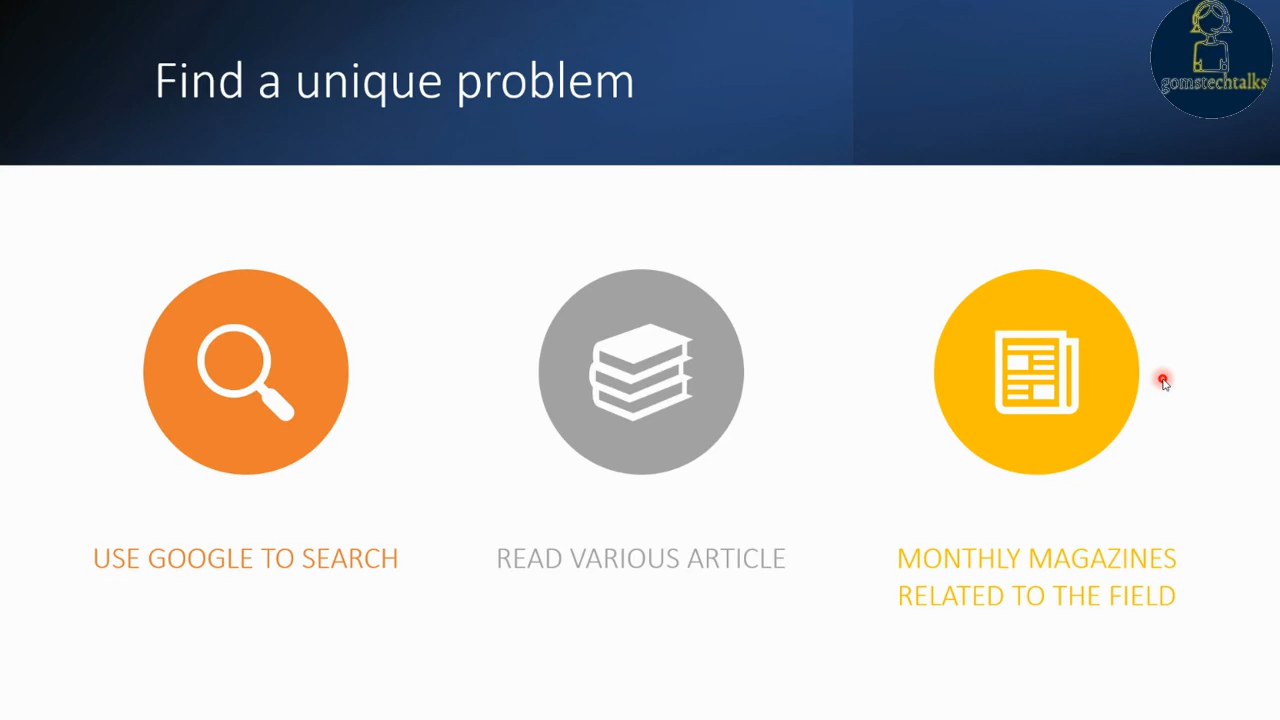 Find a unique problem
gomstechtalks
USE GOOGLE TO SEARCH
READ VARIOUS ARTICLE
MONTHLY MAGAZINES
RELATED TO THE FIELD